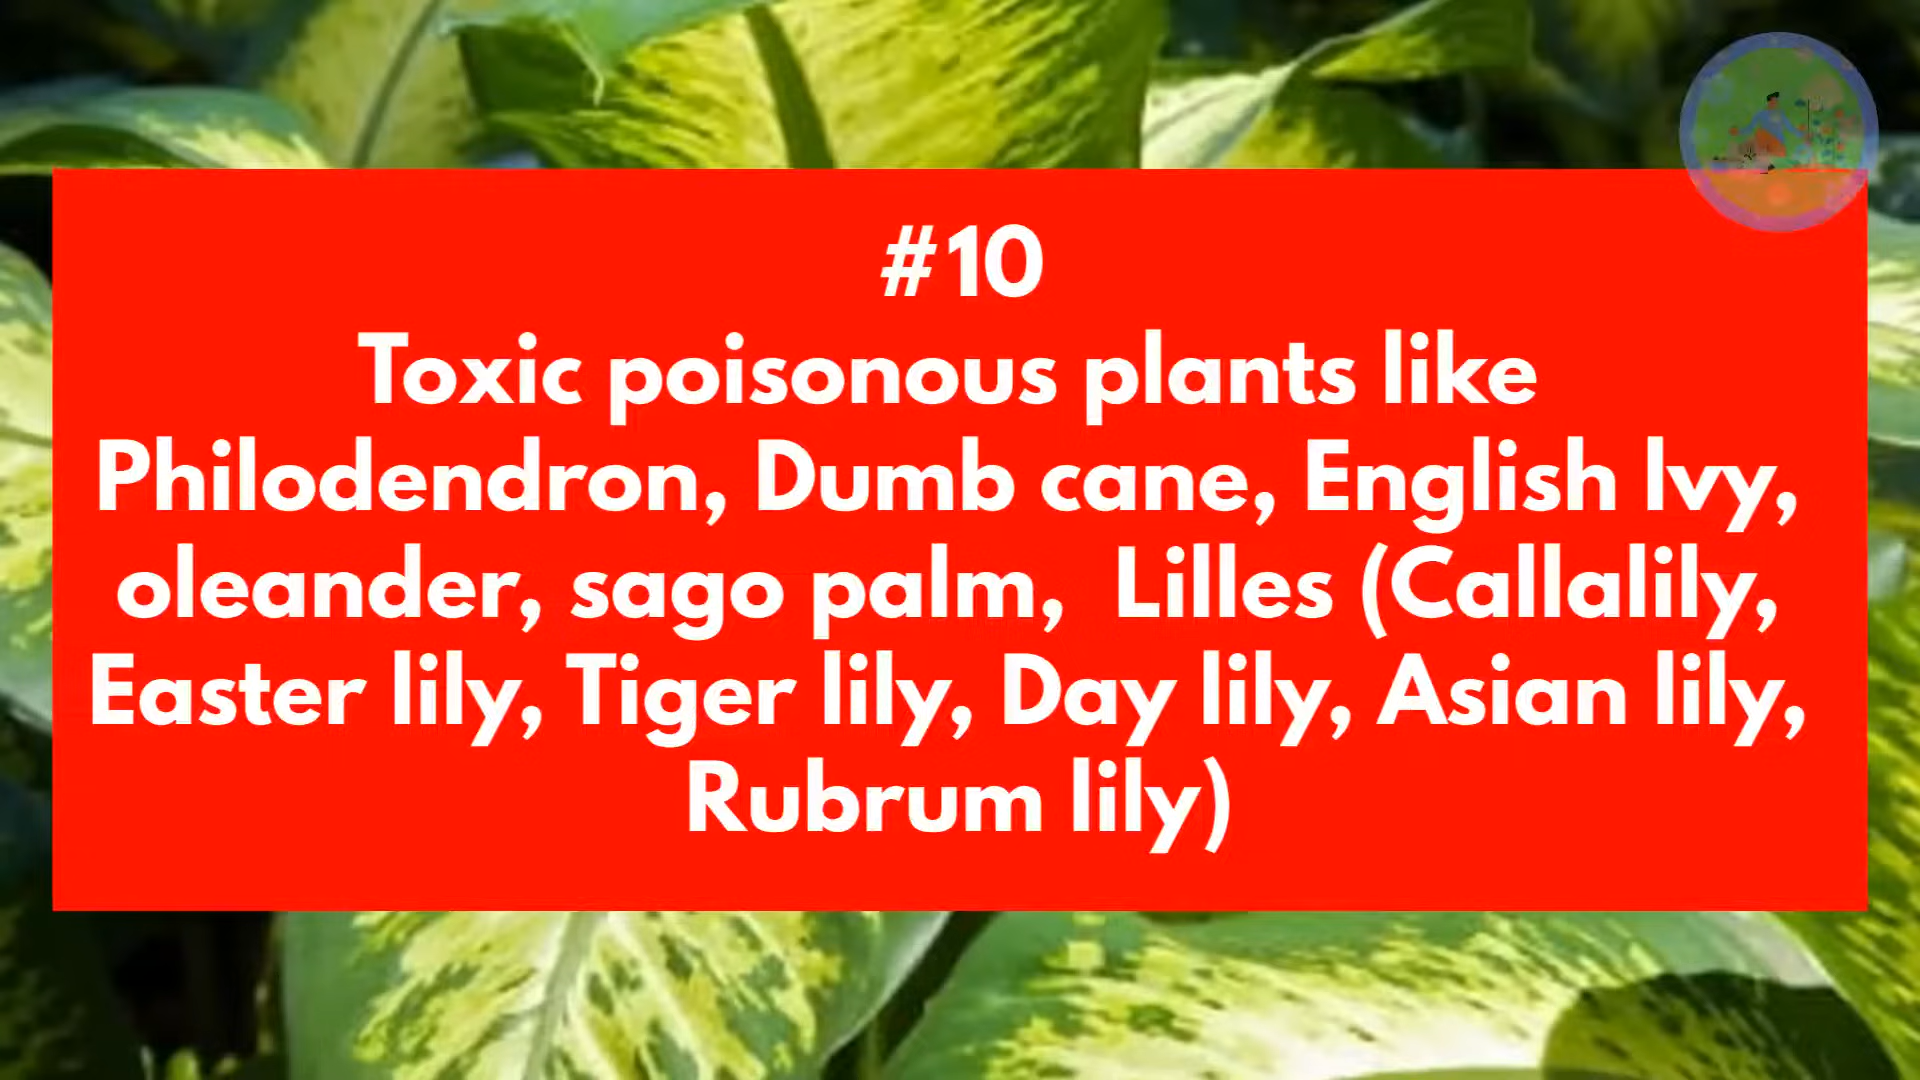 #10
Toxic poisonous plants like
Philodendron, Dumb cane, English Ivy,
oleander, sago palm,  Lilles (Callalily,
Easter lily, Tiger lily, Day lily, Asian lily,
Rubrum lily)